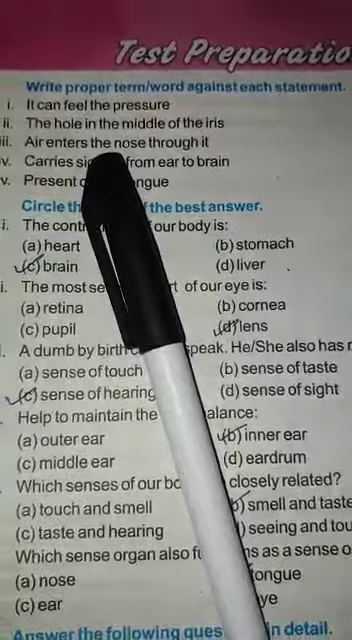 Test Preparatio
Write proper term/word against each statement.
i. It can feel the pressure
ii. The hole in the middle of the iris
iii. Air enters the nose through it
v. Carries si from ear to brain
v. Present ongue
Circle th f the best answer.
i. The cont our body is:
(a) heart (b) stomach
(c) brain (d) liver
i. The most se rt of our eye is:
(a) retina (b) cornea
(c) pupil (d) lens
. A dumb by birth speak. He/She also has
(a) sense of touch (b) sense of taste
(c) sense of hearing (d) sense of sight
. Help to maintain the alance:
(a) outer ear (b) inner ear
(c) middle ear (d) eardrum
. Which senses of our bo closely related?
(a) touch and smell b) smell and taste
(c) taste and hearing ) seeing and tou
Which sense organ also fu ns as a sense o
(a) nose tongue
(c) ear ye
Answer the following ques in detail.